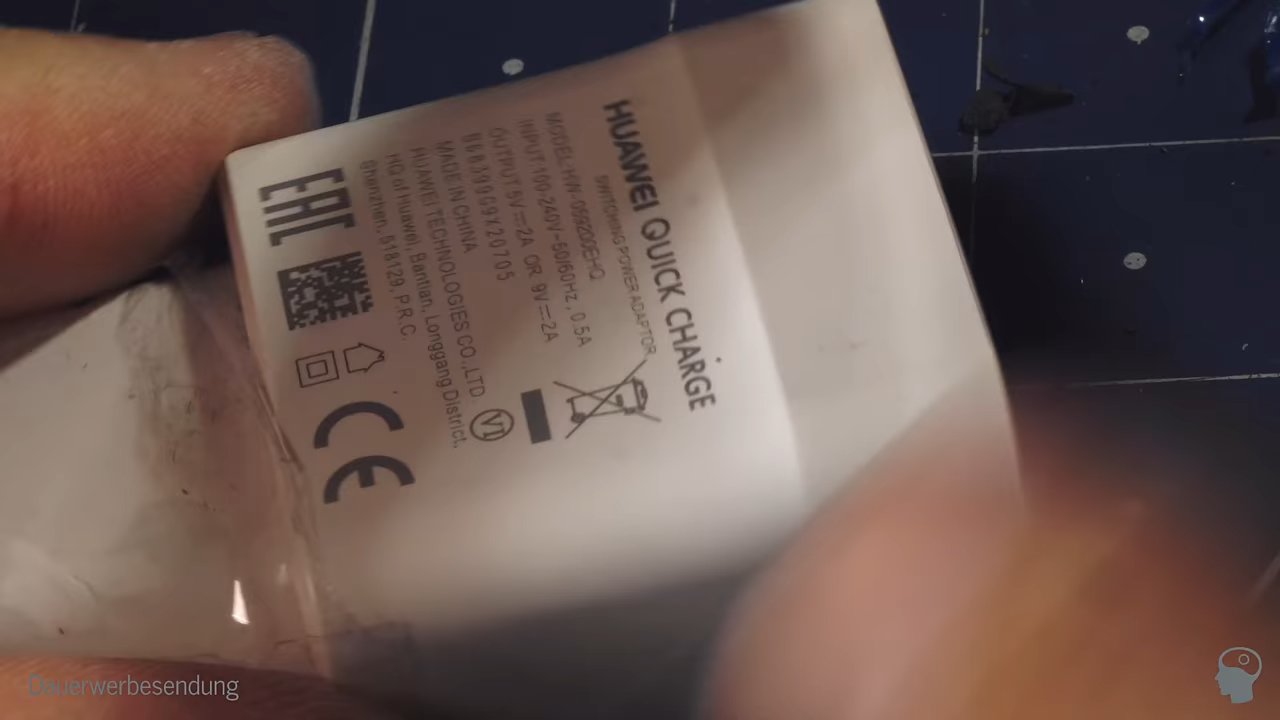 HUAWEI QUICK CHARGE
SWITCHING POWER ADAPTOR
MODEL:HW-059200EHQ
INPUT:100-240V~50/60Hz, 0.5A
OUTPUT:5V⎓2A OR 9V⎓2A
MADE IN CHINA
HUAWEI TECHNOLOGIES CO.,LTD.
HQ of Huawei, Bantian, Longgang District,
Shenzhen, 518129, P.R.C.
VI
EAC
CE
Dauerwerbesendung